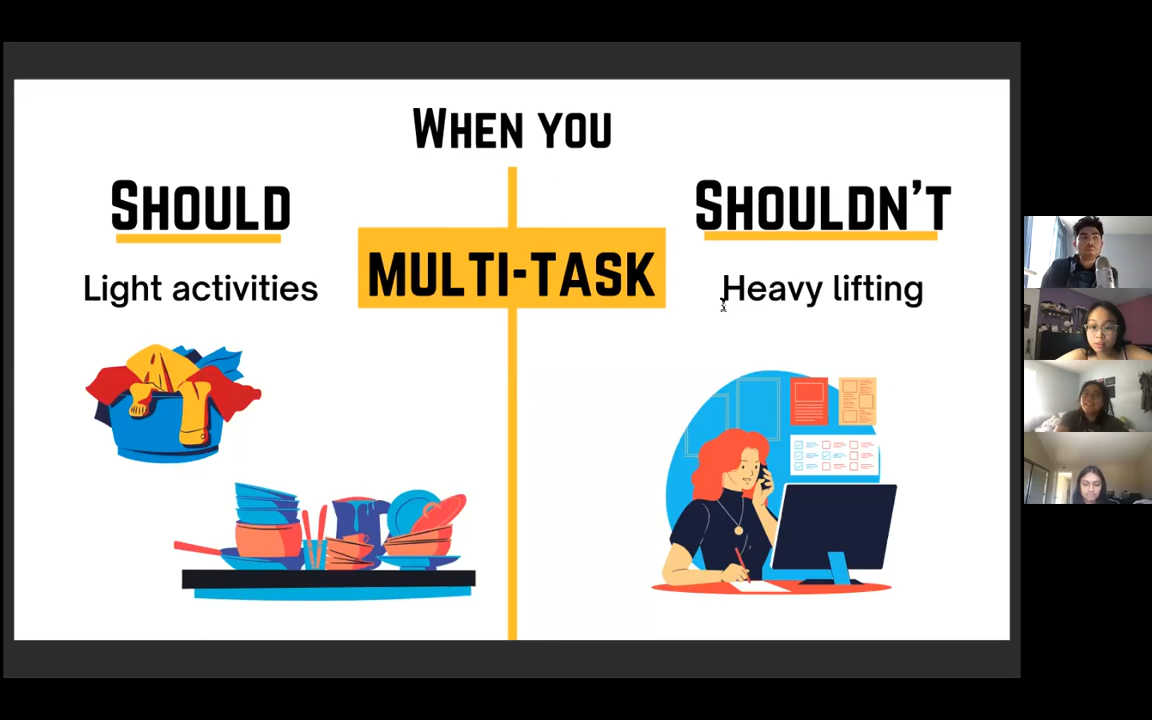 When you
Should
Shouldn't
MULTI-TASK
Light activities
Heavy lifting